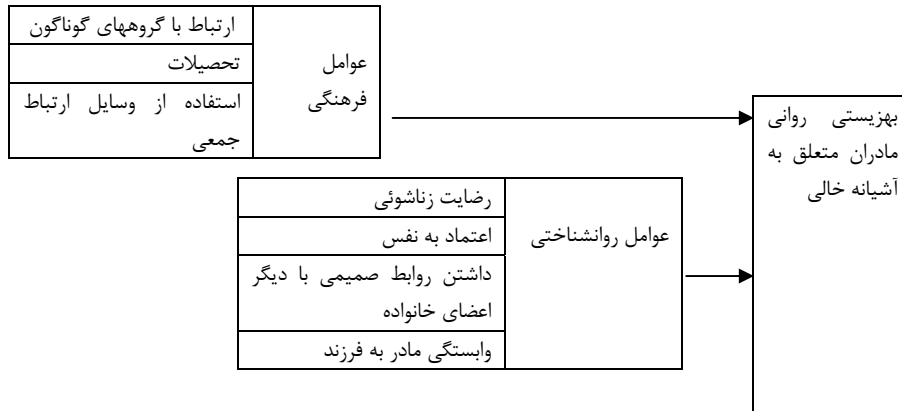 عوامل
فرهنگی
ارتباط با گروههای گوناگون
تحصیلات
استفاده از وسایل ارتباط
جمعی
بهزیستی روانی
مادران متعلق به
آشیانه خالی
عوامل روانشناختی
رضایت زناشوئی
اعتماد به نفس
داشتن روابط صمیمی با دیگر
اعضای خانواده
وابستگی مادر به فرزند